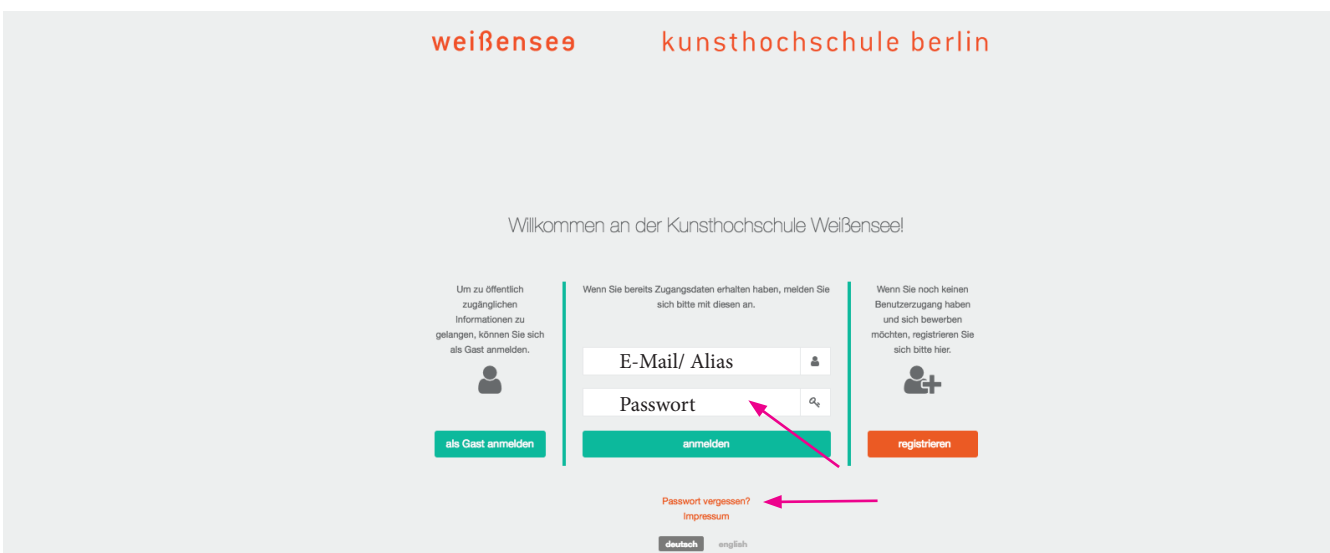 weißensee kunsthochschule berlin
Willkommen an der Kunsthochschule Weißensee!
Um zu öffentlich
zugänglichen
Informationen zu
gelangen, können Sie sich
als Gast anmelden.
als Gast anmelden
Wenn Sie bereits Zugangsdaten erhalten haben, melden Sie
sich bitte mit diesen an.
E-Mail/ Alias
Passwort
anmelden
Wenn Sie noch keinen
Benutzerzugang haben
und sich bewerben
möchten, registrieren Sie
sich bitte hier.
registrieren
Passwort vergessen?
Impressum
deutsch english